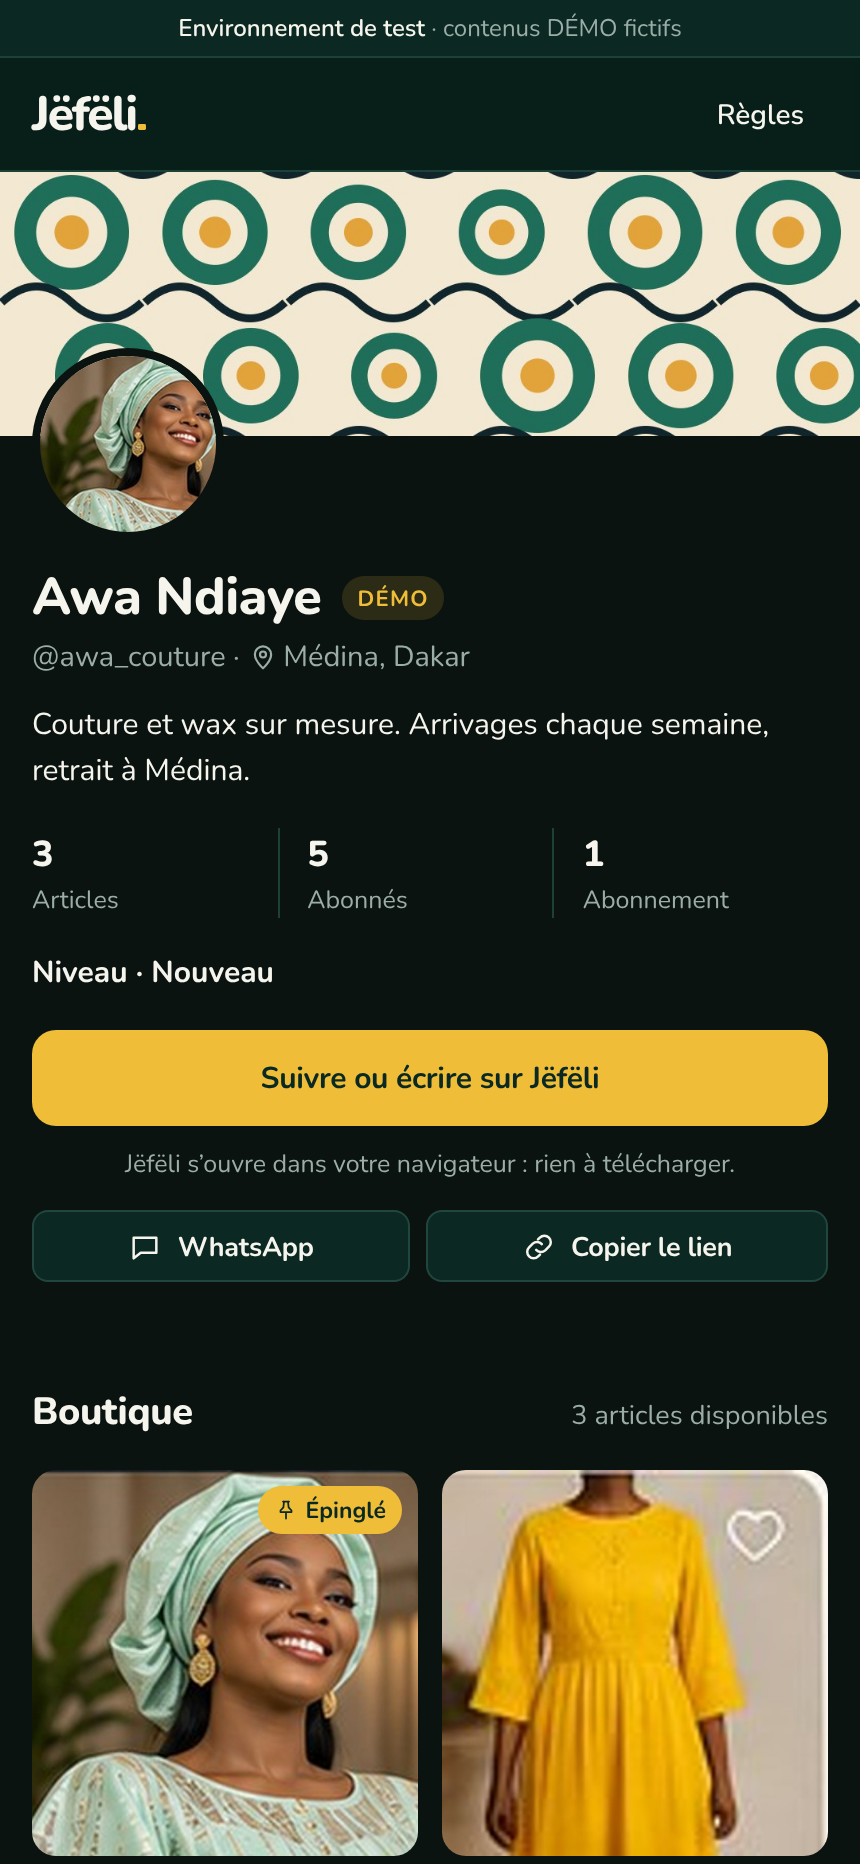 Environnement de test · contenus DÉMO fictifs
Jëfëli.
Règles
Awa Ndiaye DÉMO
@awa_couture · Médina, Dakar
Couture et wax sur mesure. Arrivages chaque semaine,
retrait à Médina.
3 5 1
Articles Abonnés Abonnement
Niveau · Nouveau
Suivre ou écrire sur Jëfëli
Jëfëli s’ouvre dans votre navigateur : rien à télécharger.
WhatsApp Copier le lien
Boutique 3 articles disponibles
Épinglé